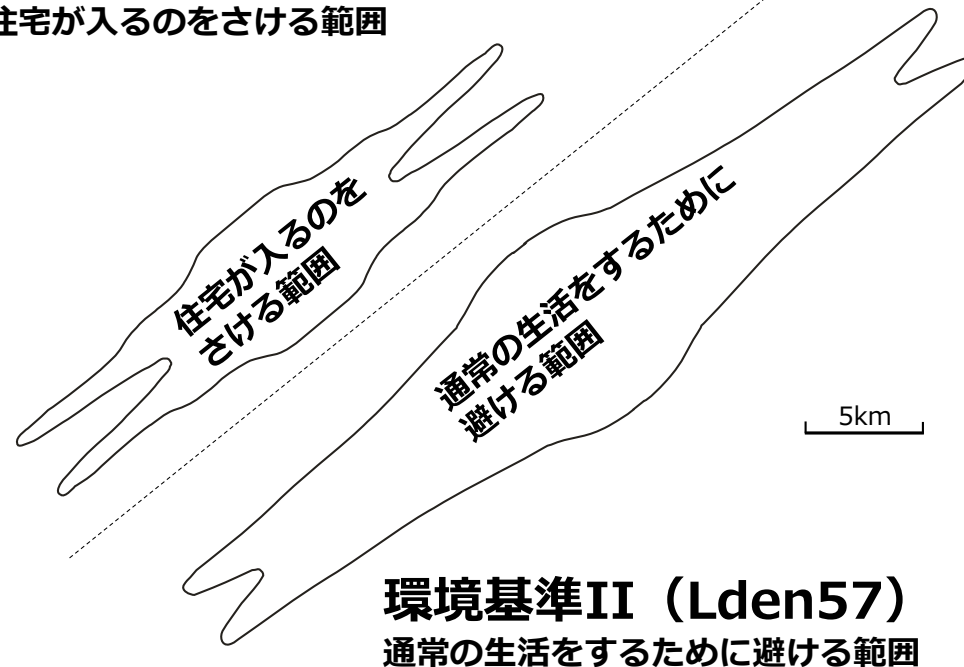 住宅が入るのをさける範囲
住宅が入るのを
さける範囲
通常の生活をするために
避ける範囲
5km
環境基準II（Lden57）
通常の生活をするために避ける範囲